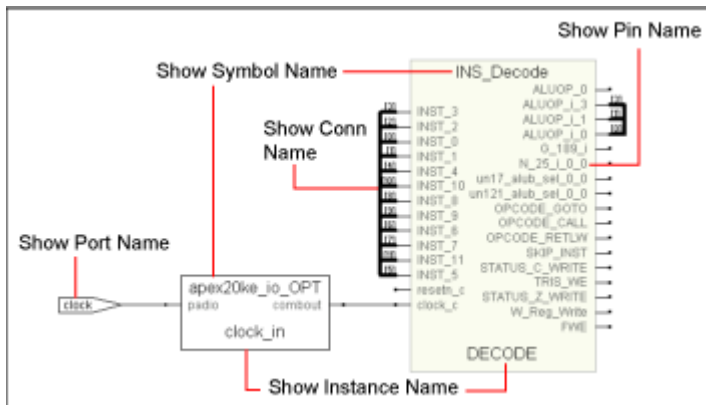 Show Pin Name
Show Symbol Name
INS_Decode
ALUOP_0
ALUOP_i_3
ALUOP_i_1
ALUOP_i_0
G_189_i
N_25_i_0_0
un17_alub_sel_0_0
un121_alub_sel_0_0
OPCODE_GOTO
OPCODE_CALL
OPCODE_RETLW
SKIP_INST
STATUS_C_WRITE
TRIS_WE
STATUS_Z_WRITE
W_Reg_Write
FWE
Show Conn
Name
INST_3
INST_2
INST_0
INST_1
INST_4
INST_10
INST_8
INST_9
INST_6
INST_7
INST_11
INST_5
resetn_c
clock_c
Show Port Name
clock
apex20ke_io_OPT
padio combout
clock_in
DECODE
Show Instance Name